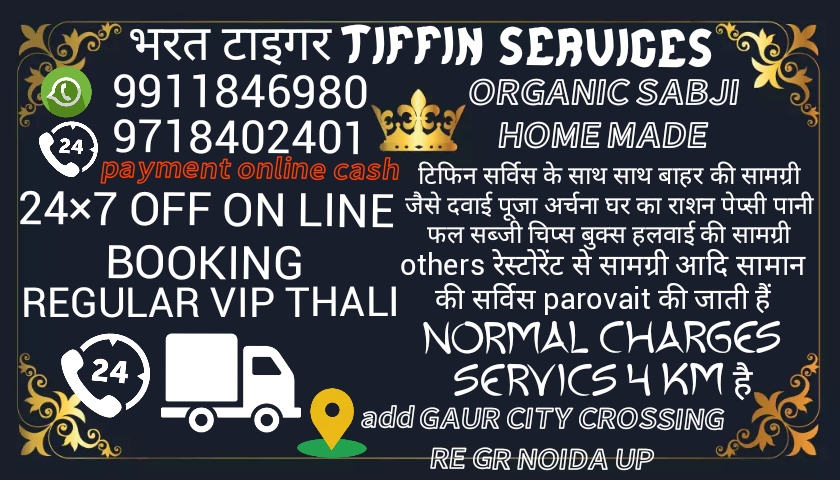 भरत टाइगर TIFFIN SERVICES
9911846980
9718402401
24
payment online cash
24×7 OFF ON LINE
BOOKING
REGULAR VIP THALI
24
ORGANIC SABJI
HOME MADE
टिफिन सर्विस के साथ साथ बाहर की सामग्री
जैसे दवाई पूजा अर्चना घर का राशन पेप्सी पानी
फल सब्जी चिप्स बुक्स हलवाई की सामग्री
others रेस्टोरेंट से सामग्री आदि सामान
की सर्विस parovait की जाती हैं
NORMAL CHARGES
SERVICS 4 KM है
add GAUR CITY CROSSING
RE GR NOIDA UP